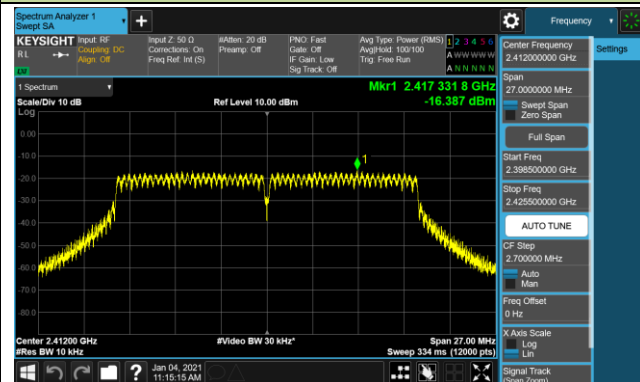 Spectrum Analyzer 1
Swept SA
Frequency
KEYSIGHT
RL
Input: RF
Coupling: DC
Align: Off
Input Z: 50 Ω
Corrections: On
Freq Ref: Int (S)
#Atten: 20 dB
Preamp: Off
PNO: Fast
Gate: Off
IF Gain: Low
Sig Track: Off
Avg Type: Power (RMS)
Avg|Hold: 100/100
Trig: Free Run
1 2 3 4 5 6
A W W W W W
A N N N N N
1 Spectrum
Scale/Div 10 dB
Ref Level 10.00 dBm
Mkr1 2.417 331 8 GHz
-16.387 dBm
Log
0.00
-10.0
-20.0
-30.0
-40.0
-50.0
-60.0
-70.0
-80.0
1
Center 2.41200 GHz
#Video BW 30 kHz*
Span 27.00 MHz
#Res BW 10 kHz
Sweep 334 ms (12000 pts)
Jan 04, 2021
11:15:15 AM
Center Frequency
2.412000000 GHz
Settings
Span
27.0000000 MHz
Swept Span
Zero Span
Full Span
Start Freq
2.398500000 GHz
Stop Freq
2.425500000 GHz
AUTO TUNE
CF Step
2.700000 MHz
Auto
Man
Freq Offset
0 Hz
X Axis Scale
Log
Lin
Signal Track
(Span Zoom)